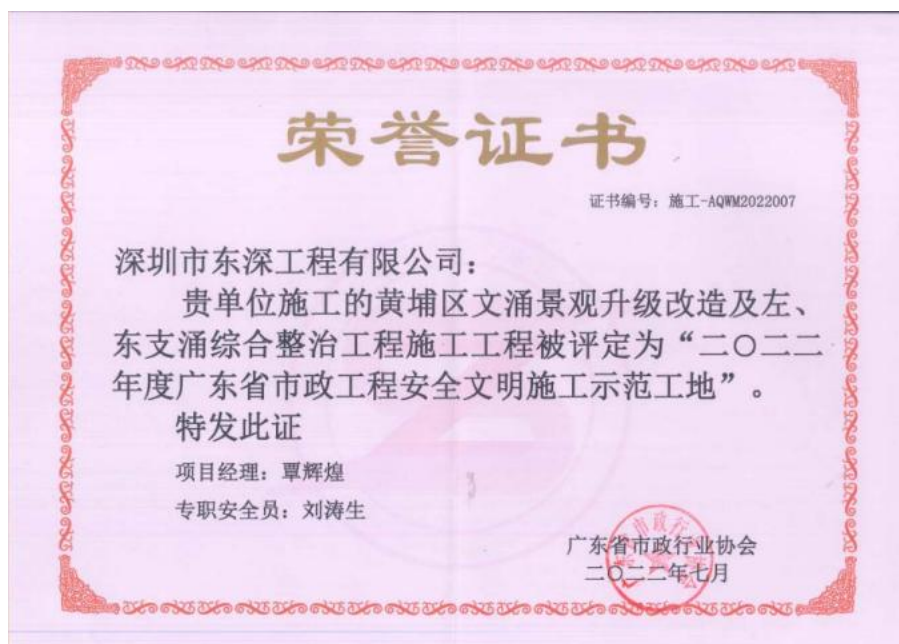 荣誉证书
证书编号：施工-AQWM2022007
深圳市东深工程有限公司：
贵单位施工的黄埔区文涌景观升级改造及左、
东支涌综合整治工程施工工程被评定为“二〇二二
年度广东省市政工程安全文明施工示范工地”。
特发此证
项目经理：覃辉煌
专职安全员：刘涛生
广东省市政行业协会
二〇二二年七月